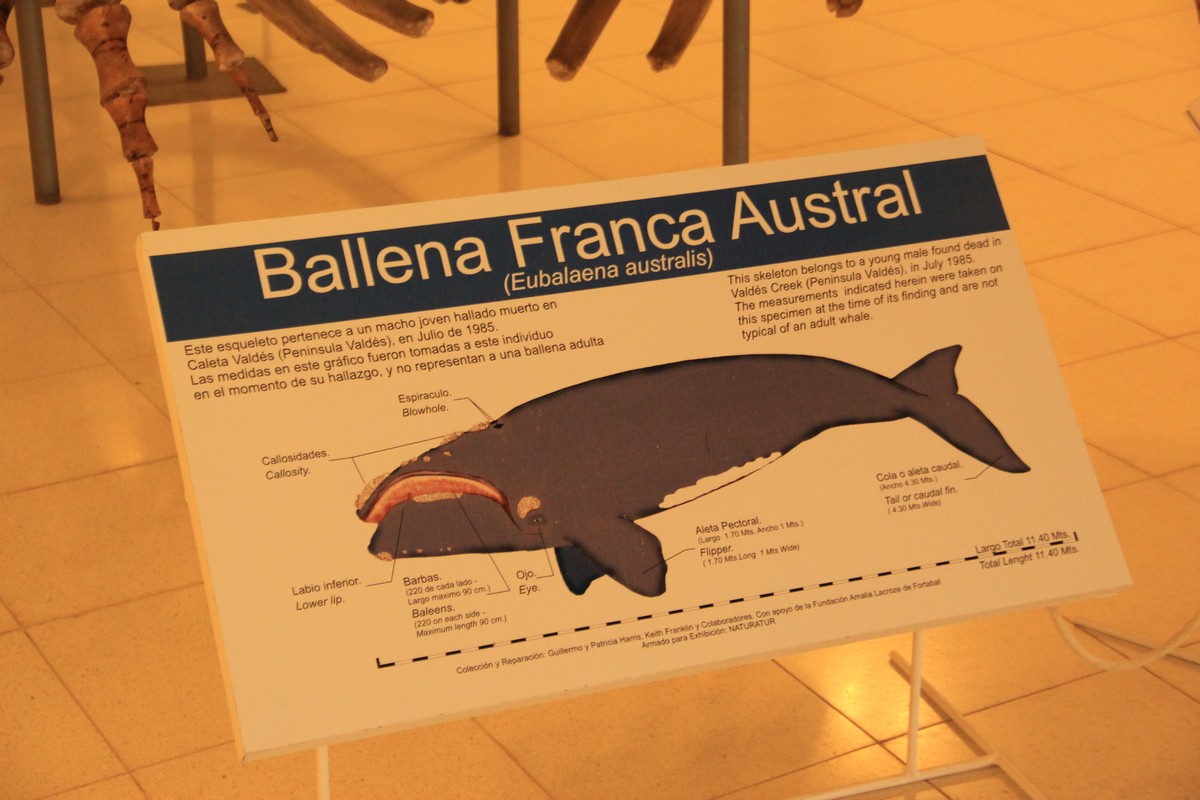 Ballena Franca Austral
(Eubalaena australis)
Este esqueleto pertenece a un macho joven hallado muerto en
Caleta Valdés (Peninsula Valdés), en Julio de 1985.
Las medidas en este gráfico fueron tomadas a este individuo
en el momento de su hallazgo, y no representan a una ballena adulta
This skeleton belongs to a young male found dead in
Valdés Creek (Peninsula Valdés), in July 1985.
The measurements indicated herein were taken on
this specimen at the time of its finding and are not
typical of an adult whale.
Espiraculo.
Blowhole.
Callosidades.
Callosity.
Cola o aleta caudal.
(Ancho 4.30 Mts.)
Tail or caudal fin.
( 4.30 Mts.Wide)
Aleta Pectoral.
(Largo 1.70 Mts. Ancho 1 Mts.)
Flipper.
( 1.70 Mts.Long 1 Mts Wide)
Labio inferior.
Lower lip.
Barbas.
(220 de cada lado -
Largo maximo 90 cm.)
Baleens.
(220 on each side -
Maximum length 90 cm.)
Ojo.
Eye.
Largo Total 11.40 Mts.
Total Lenght 11.40 Mts.
Colección y Reparación: Guillermo y Patricia Harris, Keith Franklin y Colaboradores. Con apoyo de la Fundación Amalia Lacroze de Fortabat.
Armado para Exhibición: NATURATUR